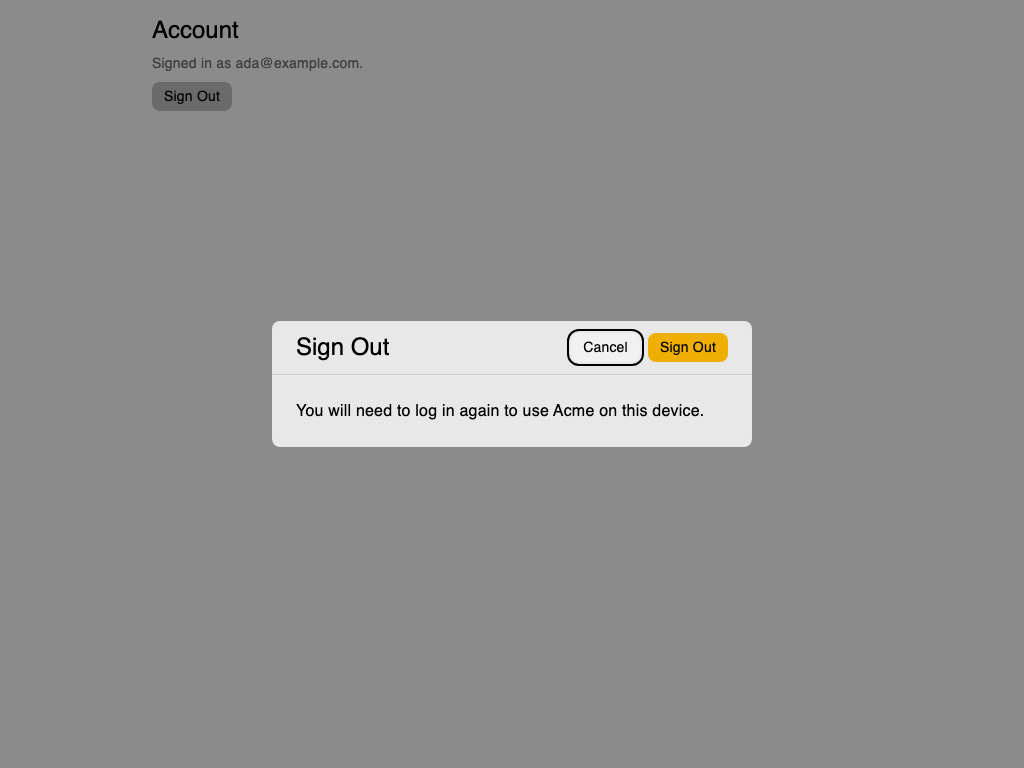 Account
Signed in as ada@example.com.
Sign Out
Sign Out
Cancel
Sign Out
You will need to log in again to use Acme on this device.